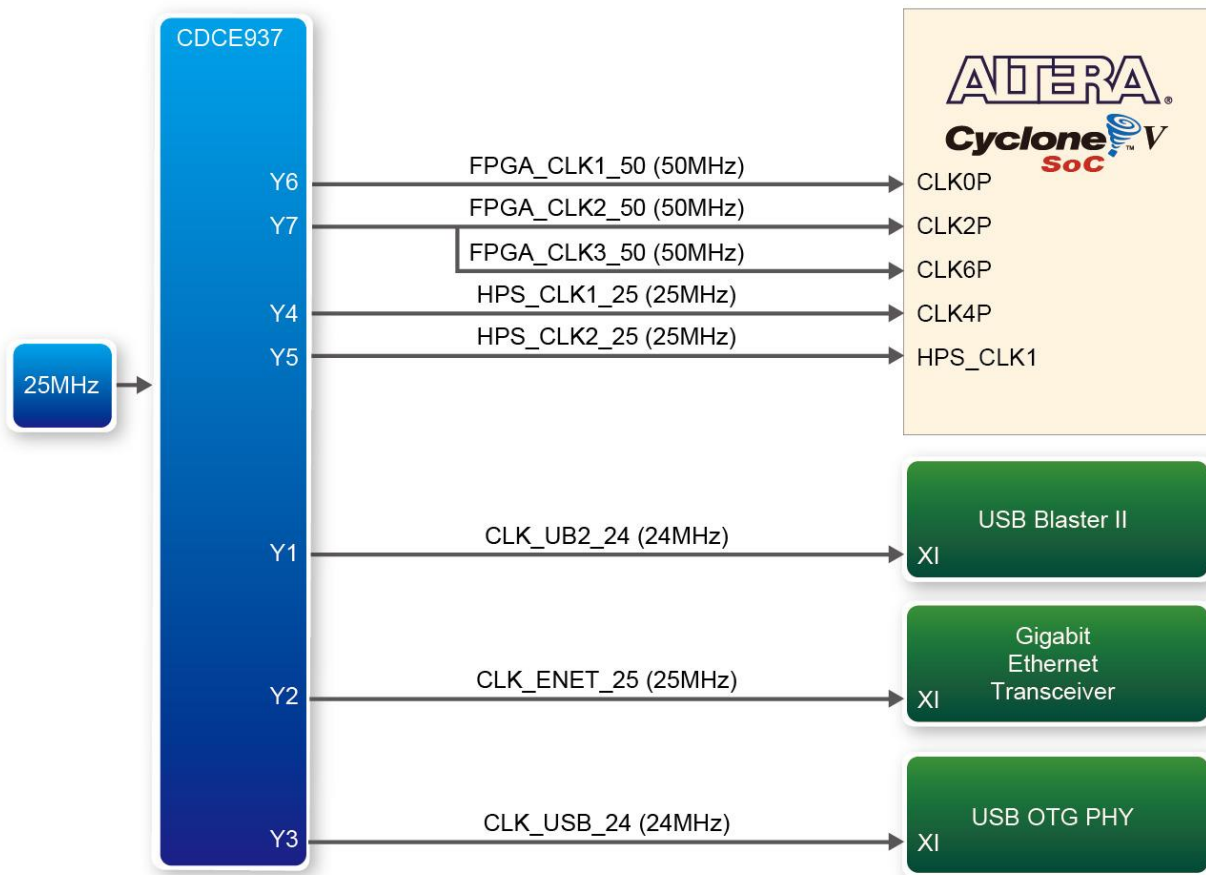 CDCE937
ALTERA®
Cyclone™ V
SoC
Y6
FPGA_CLK1_50 (50MHz)
CLK0P
Y7
FPGA_CLK2_50 (50MHz)
CLK2P
FPGA_CLK3_50 (50MHz)
CLK6P
Y4
HPS_CLK1_25 (25MHz)
CLK4P
Y5
HPS_CLK2_25 (25MHz)
HPS_CLK1
25MHz
Y1
CLK_UB2_24 (24MHz)
USB Blaster II
XI
Y2
CLK_ENET_25 (25MHz)
Gigabit
Ethernet
Transceiver
XI
Y3
CLK_USB_24 (24MHz)
USB OTG PHY
XI